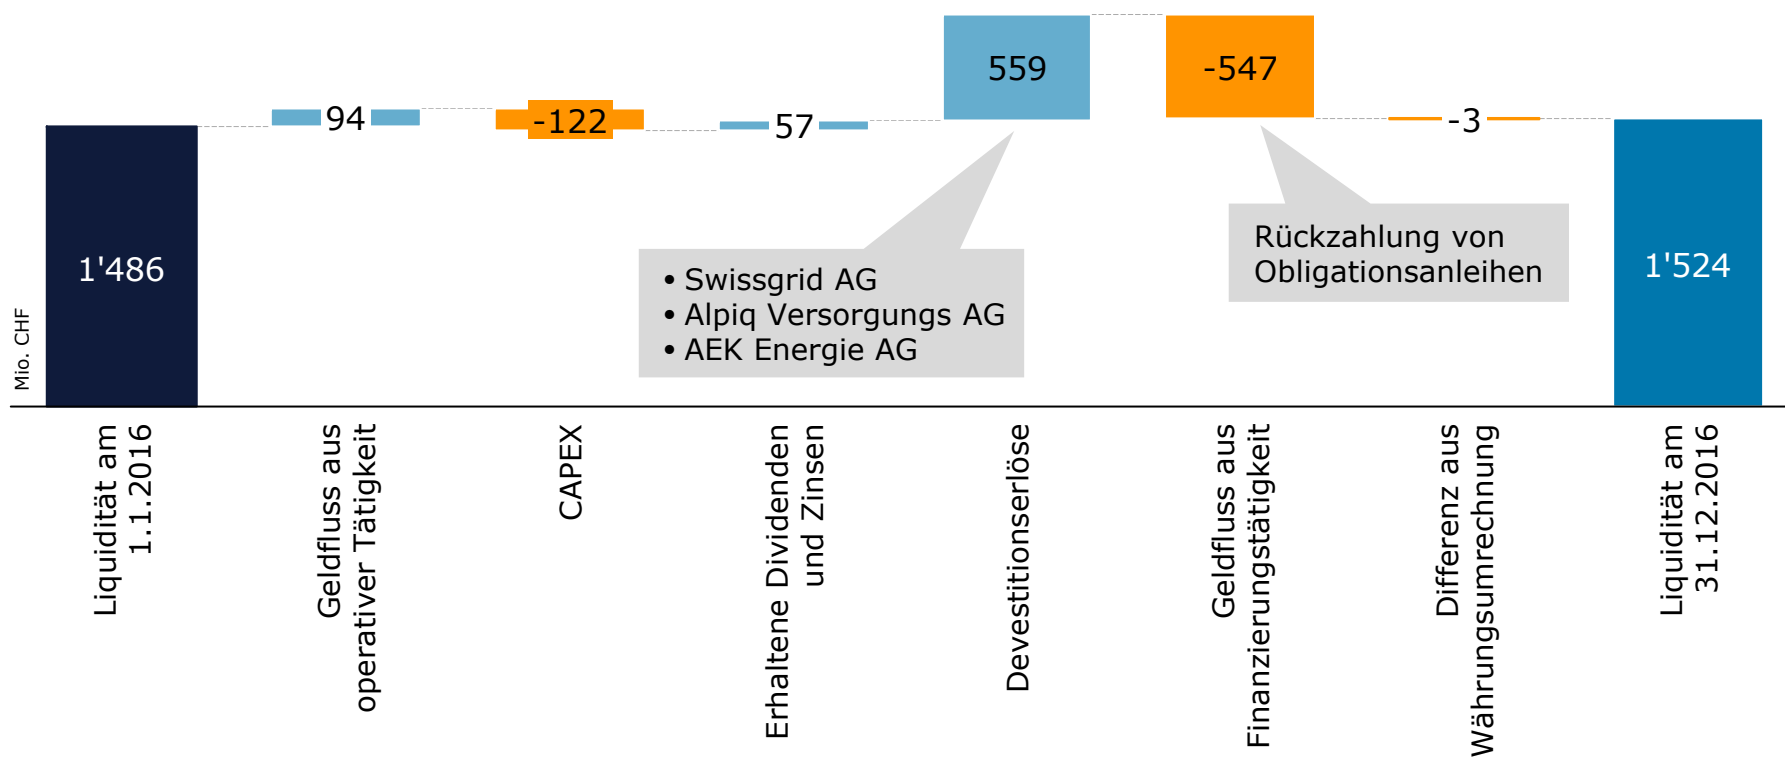 559
-547
94
-122
57
-3
1'486
1'524
Mio. CHF
• Swissgrid AG
• Alpiq Versorgungs AG
• AEK Energie AG
Rückzahlung von
Obligationsanleihen
Liquidität am
1.1.2016
Geldfluss aus
operativer Tätigkeit
CAPEX
Erhaltene Dividenden
und Zinsen
Devestitionserlöse
Geldfluss aus
Finanzierungstätigkeit
Differenz aus
Währungsumrechnung
Liquidität am
31.12.2016